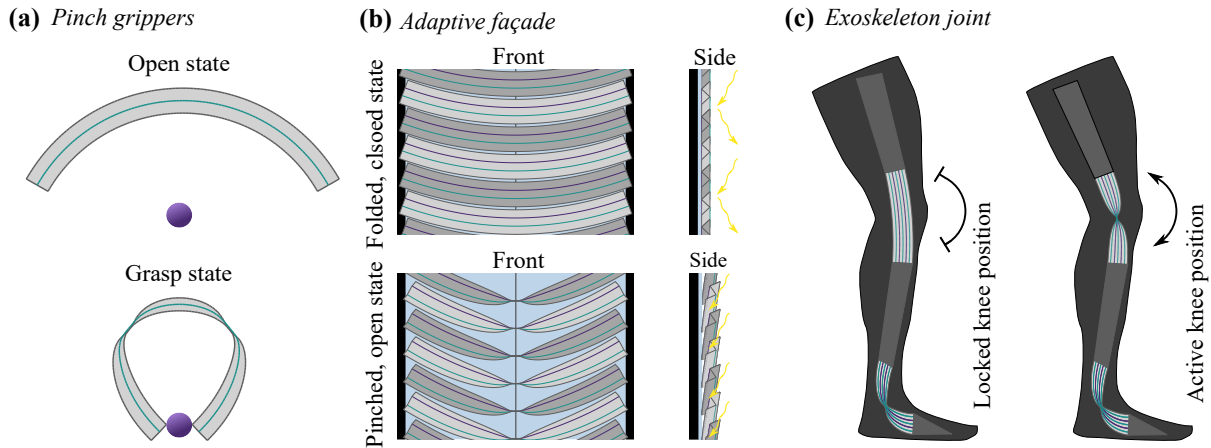 (a) Pinch grippers
Open state
Grasp state
(b) Adaptive façade
Front
Side
Folded, clsoed state
Front
Side
Pinched, open state
(c) Exoskeleton joint
Locked knee position
Active knee position